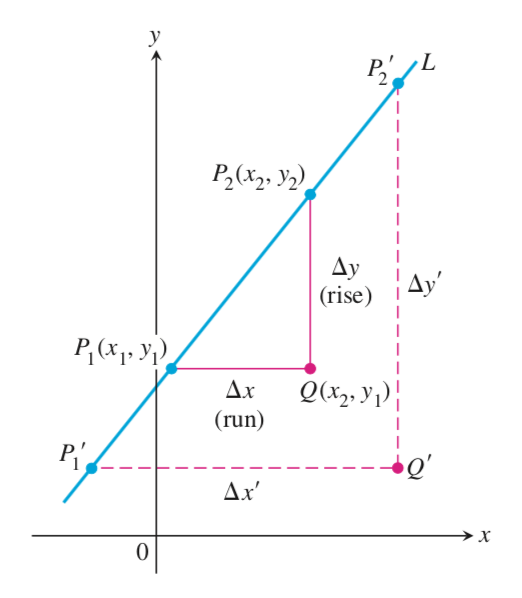 y
P₂′
L
P₂(x₂, y₂)
Δy
(rise)
Δy′
P₁(x₁, y₁)
Δx
(run)
Q(x₂, y₁)
P₁′
Q′
Δx′
0
x